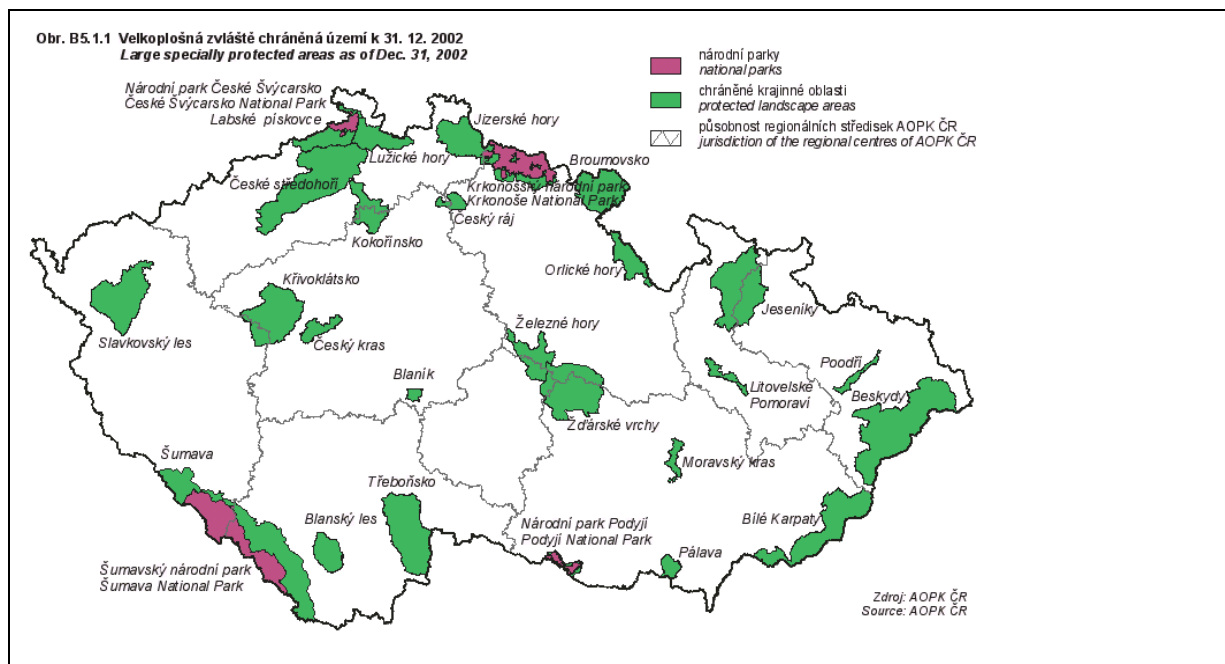 Obr. B5.1.1 Velkoplošná zvláště chráněná území k 31. 12. 2002
Large specially protected areas as of Dec. 31, 2002
národní parky
national parks
chráněné krajinné oblasti
protected landscape areas
působnost regionálních středisek AOPK ČR
jurisdiction of the regional centres of AOPK ČR
Národní park České Švýcarsko
České Švýcarsko National Park
Labské pískovce
Jizerské hory
Lužické hory
Broumovsko
České středohoří
Krkonošský národní park
Krkonoše National Park
Český ráj
Kokořínsko
Orlické hory
Křivoklátsko
Jeseníky
Slavkovský les
Český kras
Železné hory
Poodří
Blaník
Litovelské
Pomoraví
Beskydy
Zďárské vrchy
Šumava
Moravský kras
Třeboňsko
Blanský les
Národní park Podyjí
Podyjí National Park
Bílé Karpaty
Pálava
Šumavský národní park
Šumava National Park
Zdroj: AOPK ČR
Source: AOPK ČR